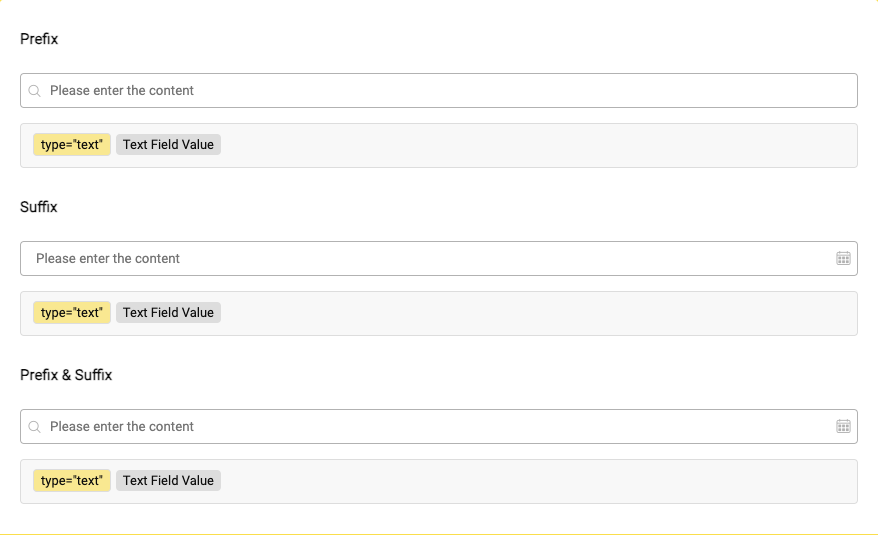 Prefix
Please enter the content
type="text" Text Field Value
Suffix
Please enter the content
type="text" Text Field Value
Prefix & Suffix
Please enter the content
type="text" Text Field Value